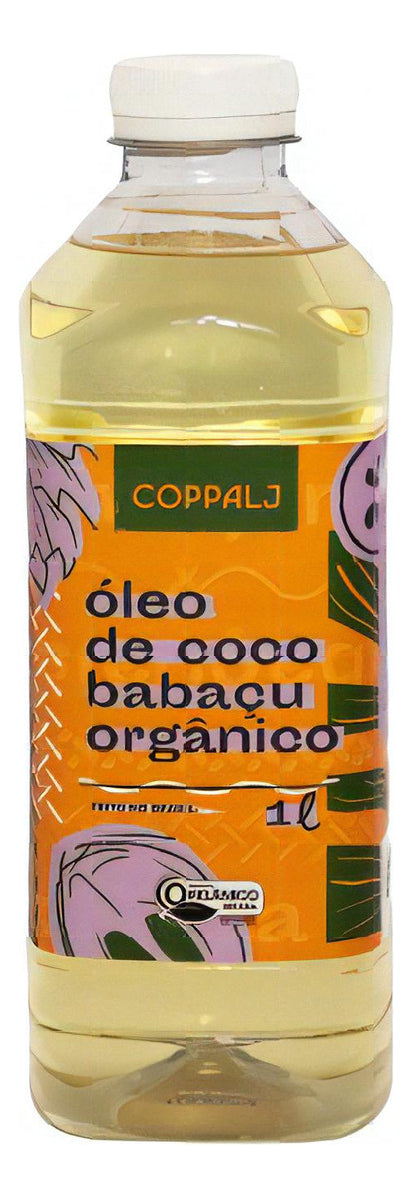 COPPALJ
óleo
de coco
babaçu
orgânico
1l